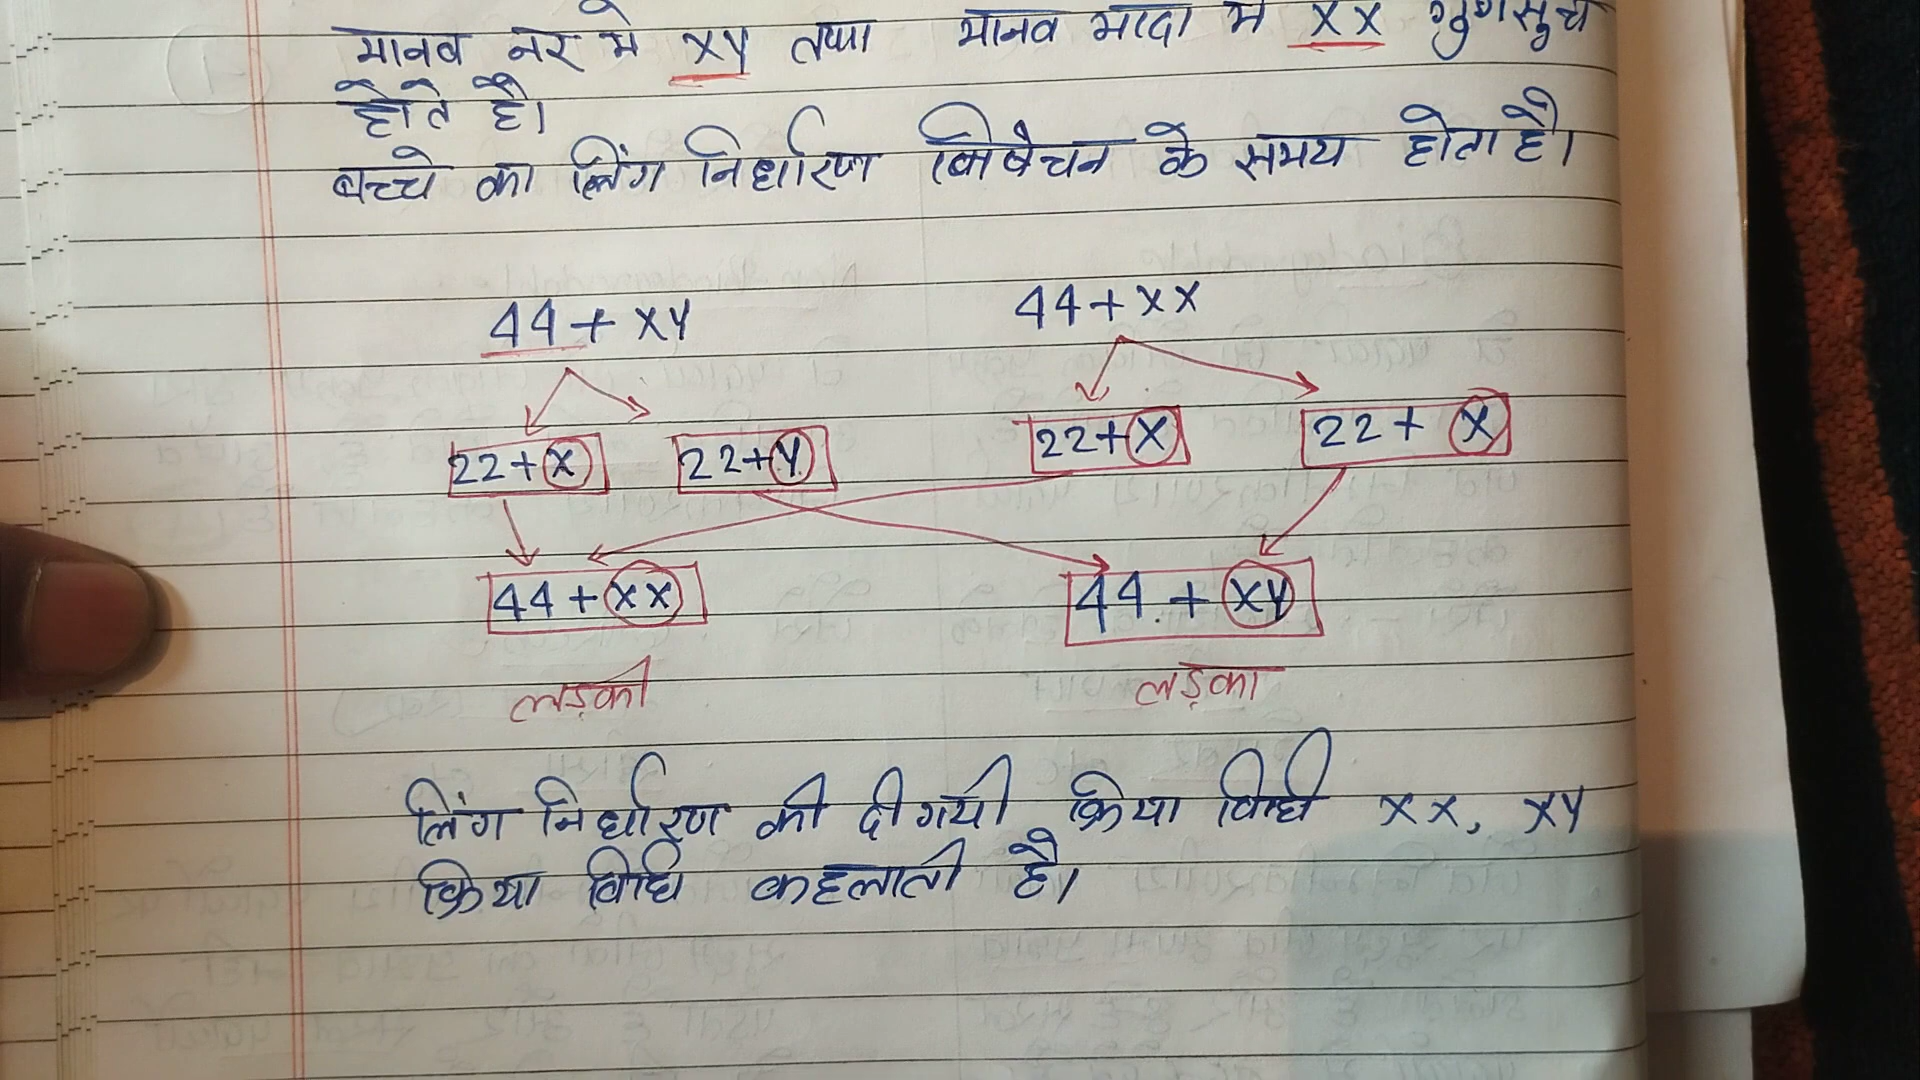 मानव नर मे XY तथा मानव मादा मे XX गुणसूत्र
होते है।
बच्चे का लिंग निर्धारण निषेचन के समय होता है।
44 + XY 44 + XX
22 + X 22 + Y 22 + X 22 + X
44 + XX 44 + XY
लड़की लड़का
लिंग निर्धारण की दी गयी क्रिया विधि XX, XY
क्रिया विधि कहलाती है।